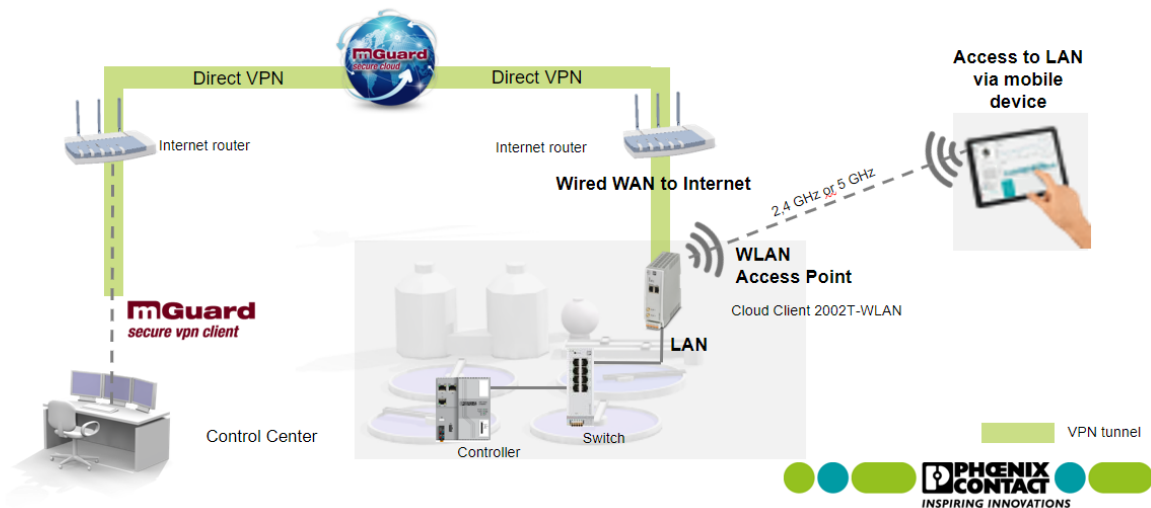 mGuard
secure cloud
Direct VPN
Direct VPN
Access to LAN
via mobile
device
Internet router
Internet router
Wired WAN to Internet
2,4 GHz or 5 GHz
WLAN
Access Point
Cloud Client 2002T-WLAN
mGuard
secure vpn client
LAN
Control Center
Switch
Controller
VPN tunnel
PHŒNIX
CONTACT
INSPIRING INNOVATIONS